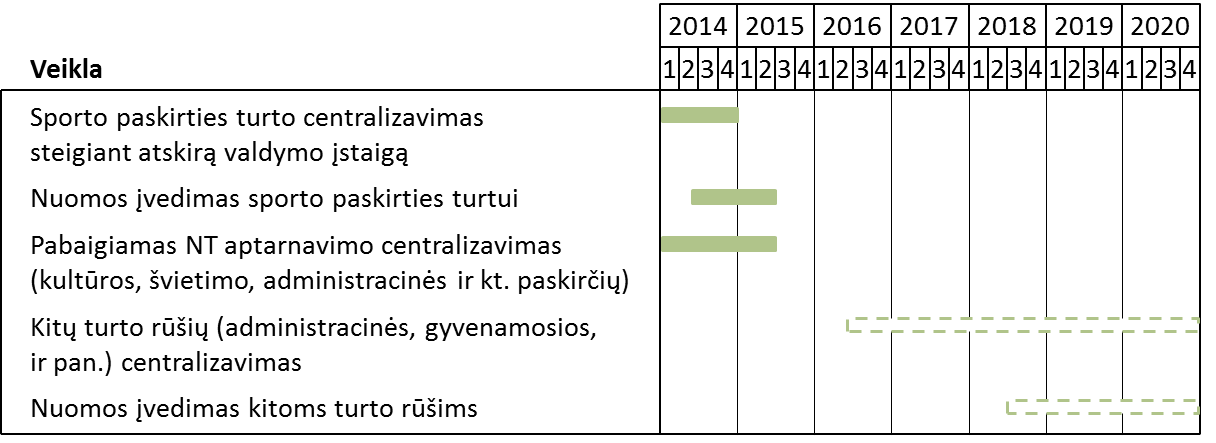 2014 2015 2016 2017 2018 2019 2020
Veikla 1 2 3 4 1 2 3 4 1 2 3 4 1 2 3 4 1 2 3 4 1 2 3 4 1 2 3 4
Sporto paskirties turto centralizavimas
steigiant atskirą valdymo įstaigą
Nuomos įvedimas sporto paskirties turtui
Pabaigiamas NT aptarnavimo centralizavimas
(kultūros, švietimo, administracinės ir kt. paskirčių)
Kitų turto rūšių (administracinės, gyvenamosios,
ir pan.) centralizavimas
Nuomos įvedimas kitoms turto rūšims